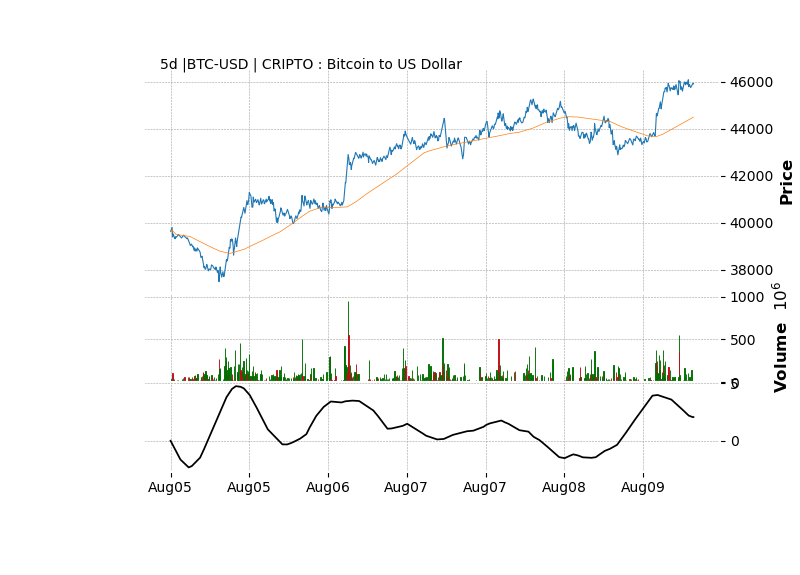 5d |BTC-USD | CRIPTO : Bitcoin to US Dollar
46000
44000
42000
40000
38000
Price
1000
500
0
Volume 10^6
5
0
Aug05 Aug05 Aug06 Aug07 Aug07 Aug08 Aug09